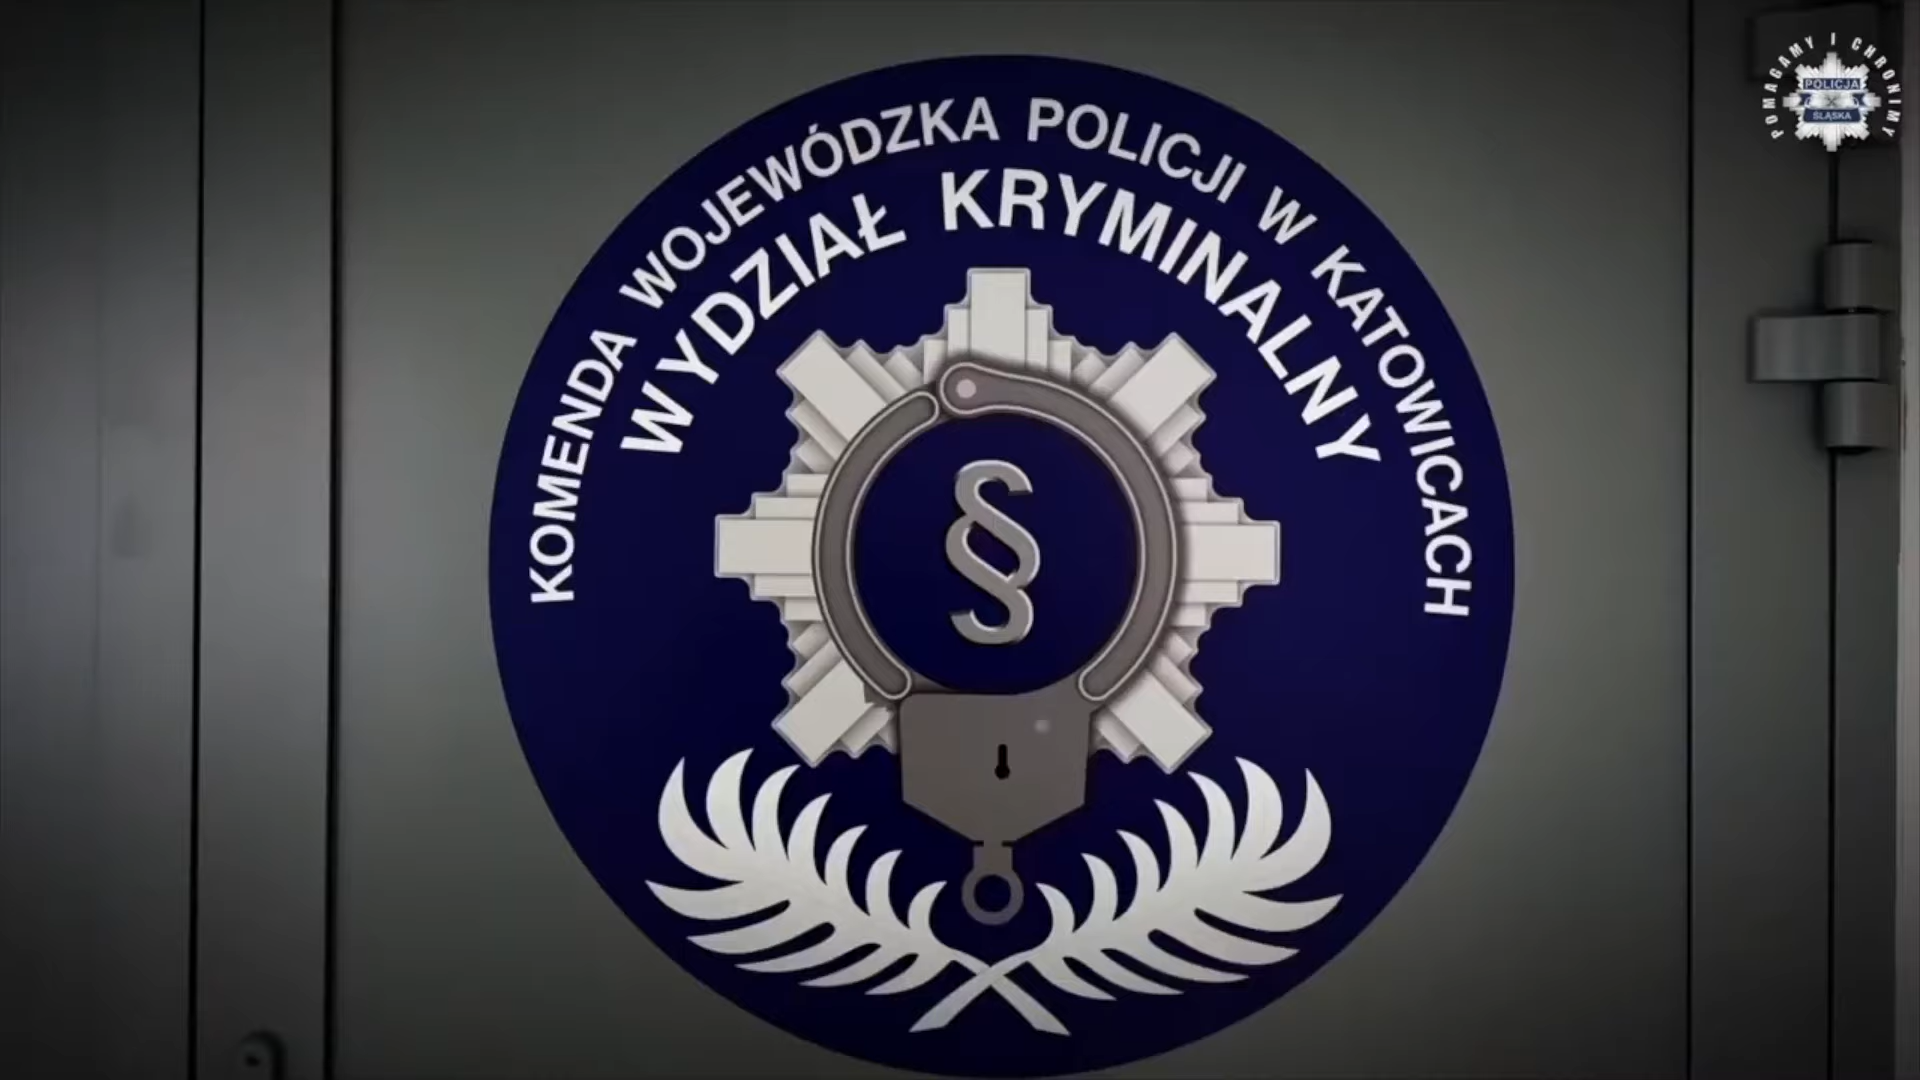 KOMENDA WOJEWÓDZKA POLICJI W KATOWICACH
WYDZIAŁ KRYMINALNY
§
POMAGAMY I CHRONIMY
POLICJA
ŚLĄSKA